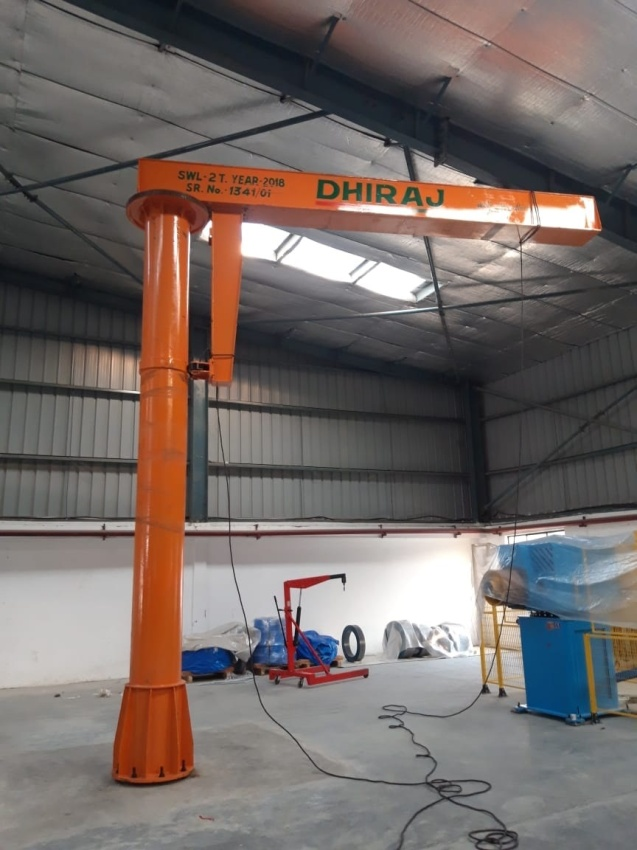 SWL-2 T. YEAR-2018
SR. No. 1341/01
DHIRAJ